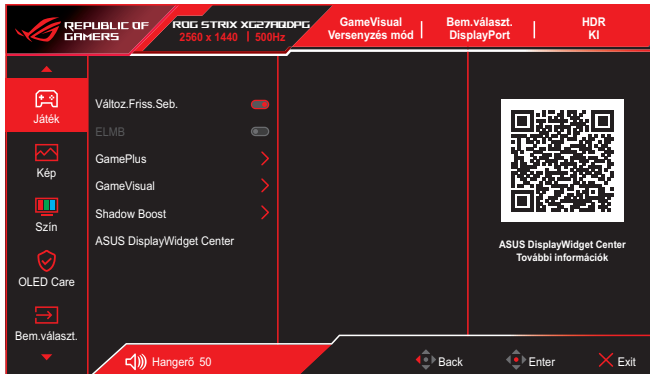 REPUBLIC OF
GAMERS
ROG STRIX XG27AQDPG
2560 x 1440 | 500Hz
GameVisual
Versenyzés mód
Bem.választ.
DisplayPort
HDR
KI
Játék
Kép
Szín
OLED Care
Bem.választ.
Változ.Friss.Seb.
ELMB
GamePlus
GameVisual
Shadow Boost
ASUS DisplayWidget Center
ASUS DisplayWidget Center
További információk
Hangerő 50
Back
Enter
Exit